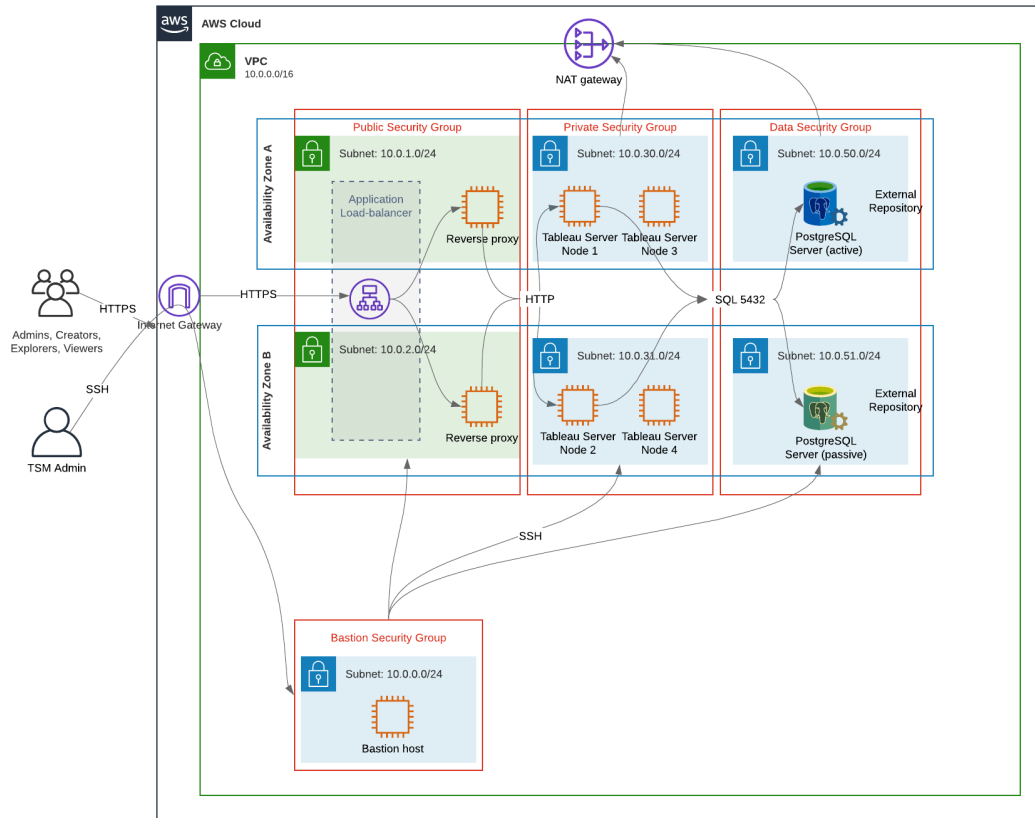 aws
AWS Cloud
VPC
10.0.0.0/16
NAT gateway
Public Security Group
Private Security Group
Data Security Group
Availability Zone A
Subnet: 10.0.1.0/24
Subnet: 10.0.30.0/24
Subnet: 10.0.50.0/24
Application
Load-balancer
Reverse proxy
Tableau Server
Node 1
Tableau Server
Node 3
External
Repository
PostgreSQL
Server (active)
HTTPS
Admins, Creators,
Explorers, Viewers
Internet Gateway
HTTPS
HTTP
SQL 5432
SSH
TSM Admin
Availability Zone B
Subnet: 10.0.2.0/24
Subnet: 10.0.31.0/24
Subnet: 10.0.51.0/24
Reverse proxy
Tableau Server
Node 2
Tableau Server
Node 4
External
Repository
PostgreSQL
Server (passive)
SSH
Bastion Security Group
Subnet: 10.0.0.0/24
Bastion host